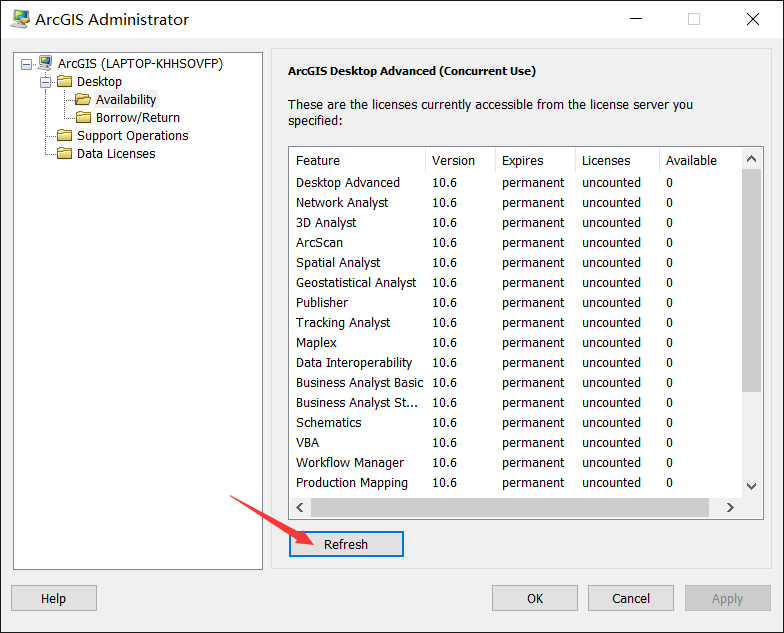 ArcGIS Administrator
ArcGIS (LAPTOP-KHHSOVFP)
Desktop
Availability
Borrow/Return
Support Operations
Data Licenses
ArcGIS Desktop Advanced (Concurrent Use)
These are the licenses currently accessible from the license server you
specified:
Feature Version Expires Licenses Available
Desktop Advanced 10.6 permanent uncounted 0
Network Analyst 10.6 permanent uncounted 0
3D Analyst 10.6 permanent uncounted 0
ArcScan 10.6 permanent uncounted 0
Spatial Analyst 10.6 permanent uncounted 0
Geostatistical Analyst 10.6 permanent uncounted 0
Publisher 10.6 permanent uncounted 0
Tracking Analyst 10.6 permanent uncounted 0
Maplex 10.6 permanent uncounted 0
Data Interoperability 10.6 permanent uncounted 0
Business Analyst Basic 10.6 permanent uncounted 0
Business Analyst St... 10.6 permanent uncounted 0
Schematics 10.6 permanent uncounted 0
VBA 10.6 permanent uncounted 0
Workflow Manager 10.6 permanent uncounted 0
Production Mapping 10.6 permanent uncounted 0
Refresh
Help OK Cancel Apply